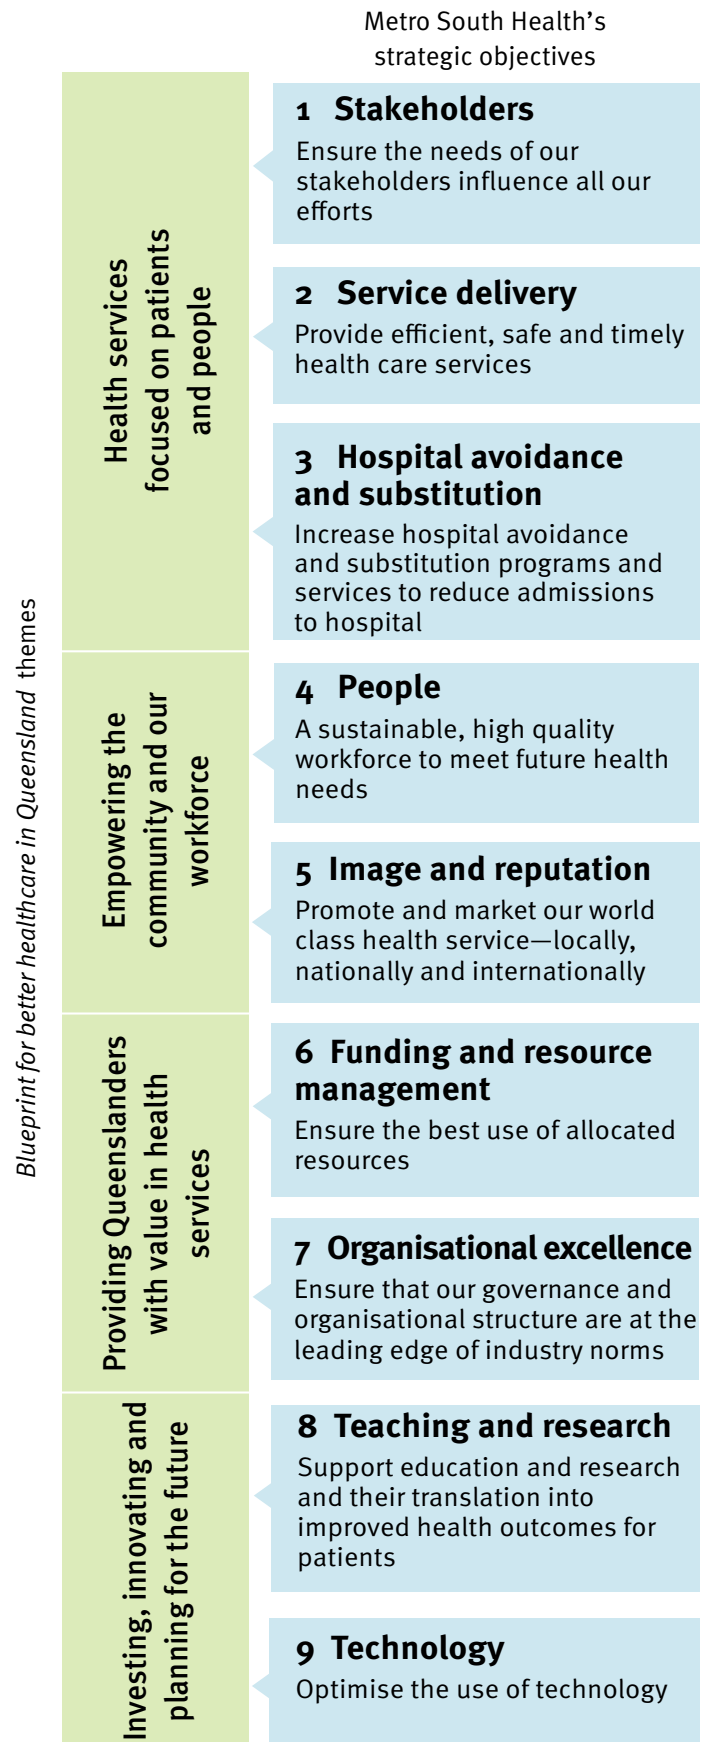 Metro South Health’s
strategic objectives
Blueprint for better healthcare in Queensland themes
Health services
focused on patients
and people
1 Stakeholders
Ensure the needs of our
stakeholders influence all our
efforts
2 Service delivery
Provide efficient, safe and timely
health care services
3 Hospital avoidance
and substitution
Increase hospital avoidance
and substitution programs and
services to reduce admissions
to hospital
Empowering the
community and our
workforce
4 People
A sustainable, high quality
workforce to meet future health
needs
5 Image and reputation
Promote and market our world
class health service—locally,
nationally and internationally
Providing Queenslanders
with value in health
services
6 Funding and resource
management
Ensure the best use of allocated
resources
7 Organisational excellence
Ensure that our governance and
organisational structure are at the
leading edge of industry norms
Investing, innovating and
planning for the future
8 Teaching and research
Support education and research
and their translation into
improved health outcomes for
patients
9 Technology
Optimise the use of technology